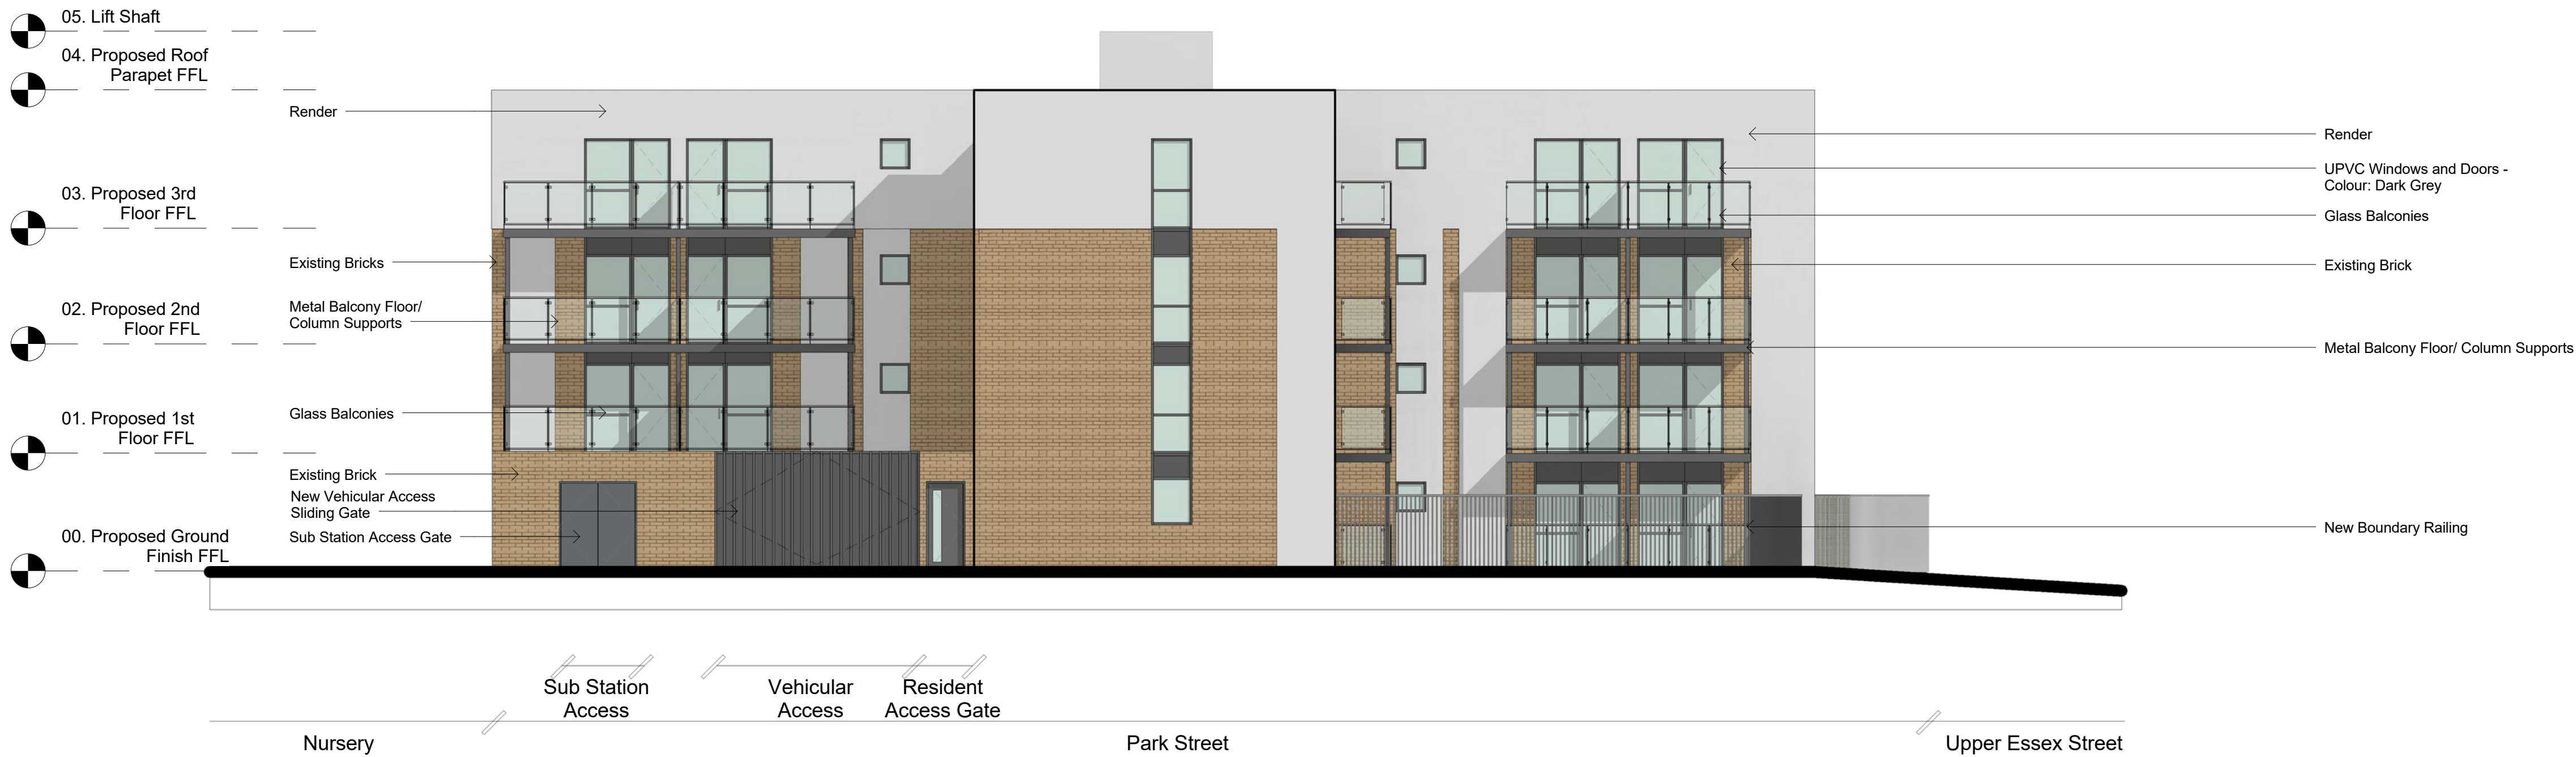 05. Lift Shaft
04. Proposed Roof
Parapet FFL
03. Proposed 3rd
Floor FFL
02. Proposed 2nd
Floor FFL
01. Proposed 1st
Floor FFL
00. Proposed Ground
Finish FFL
Render
Existing Bricks
Metal Balcony Floor/
Column Supports
Glass Balconies
Existing Brick
New Vehicular Access
Sliding Gate
Sub Station Access Gate
Render
UPVC Windows and Doors -
Colour: Dark Grey
Glass Balconies
Existing Brick
Metal Balcony Floor/ Column Supports
New Boundary Railing
Sub Station
Access
Vehicular
Access
Resident
Access Gate
Nursery
Park Street
Upper Essex Street